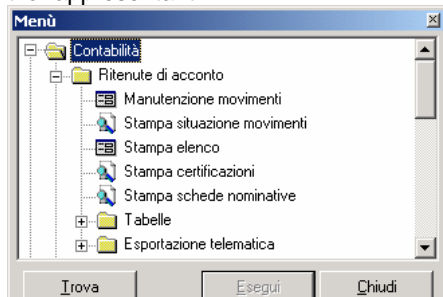 Menù
Contabilità
Ritenute di acconto
Manutenzione movimenti
Stampa situazione movimenti
Stampa elenco
Stampa certificazioni
Stampa schede nominative
Tabelle
Esportazione telematica
Trova Esegui Chiudi